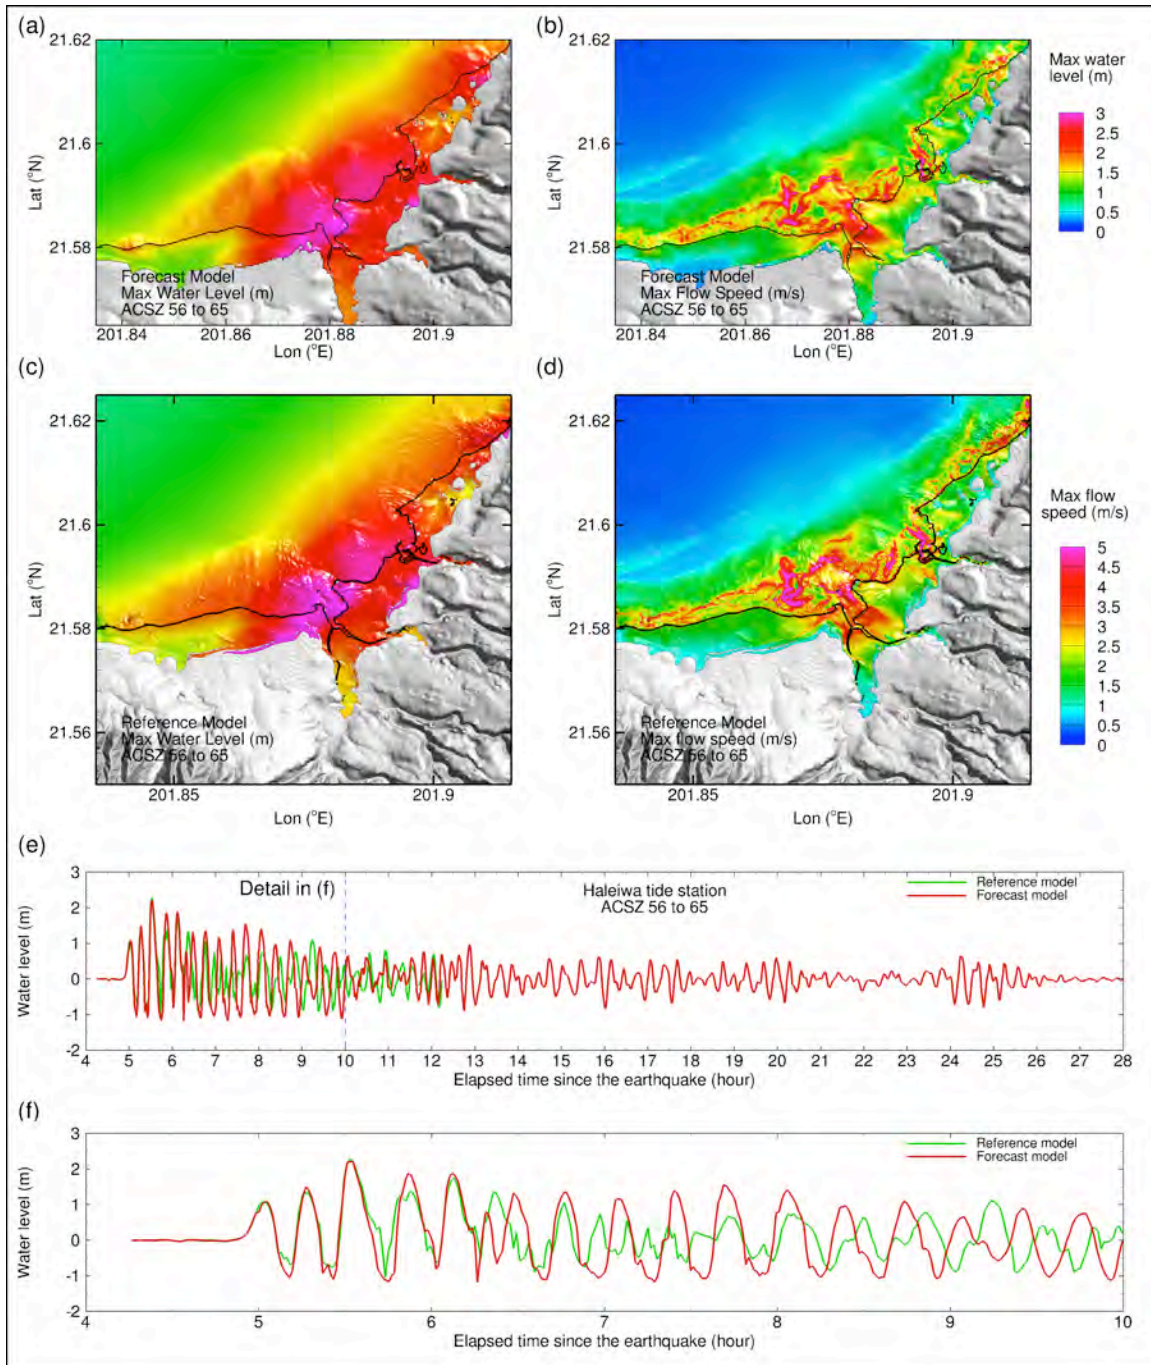 (a)
21.62
21.6
21.58
Lat (°N)
Forecast Model
Max Water Level (m)
ACSZ 56 to 65
201.84
201.86
201.88
201.9
Lon (°E)
(b)
21.62
21.6
21.58
Lat (°N)
Forecast Model
Max Flow Speed (m/s)
ACSZ 56 to 65
201.84
201.86
201.88
201.9
Lon (°E)
Max water
level (m)
3
2.5
2
1.5
1
0.5
0
(c)
21.62
21.6
21.58
21.56
Lat (°N)
Reference Model
Max Water Level (m)
ACSZ 56 to 65
201.85
201.9
Lon (°E)
(d)
21.62
21.6
21.58
21.56
Lat (°N)
Reference Model
Max flow speed (m/s)
ACSZ 56 to 65
201.85
201.9
Lon (°E)
Max flow
speed (m/s)
5
4.5
4
3.5
3
2.5
2
1.5
1
0.5
0
(e)
3
2
1
0
-1
-2
Water level (m)
Detail in (f)
Haleiwa tide station
ACSZ 56 to 65
Reference model
Forecast model
4 5 6 7 8 9 10 11 12 13 14 15 16 17 18 19 20 21 22 23 24 25 26 27 28
Elapsed time since the earthquake (hour)
(f)
3
2
1
0
-1
-2
Water level (m)
Reference model
Forecast model
4 5 6 7 8 9 10
Elapsed time since the earthquake (hour)